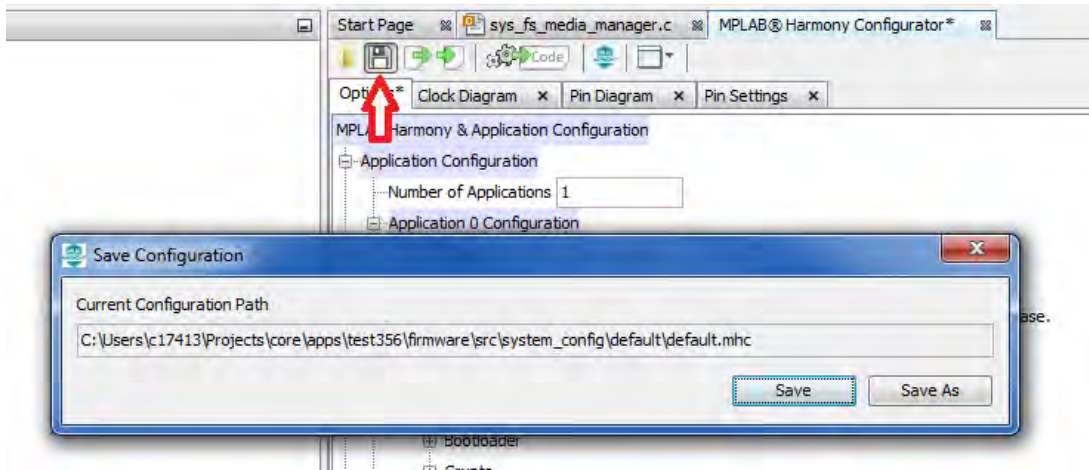 Start Page sys_fs_media_manager.c MPLAB® Harmony Configurator*
Code
Clock Diagram Pin Diagram Pin Settings
Harmony & Application Configuration
Application Configuration
Number of Applications 1
Application 0 Configuration
Save Configuration
Current Configuration Path
C:\Users\c17413\Projects\core\apps\test356\firmware\src\system_config\default\default.mhc
ase.
Save Save As
Bootloader